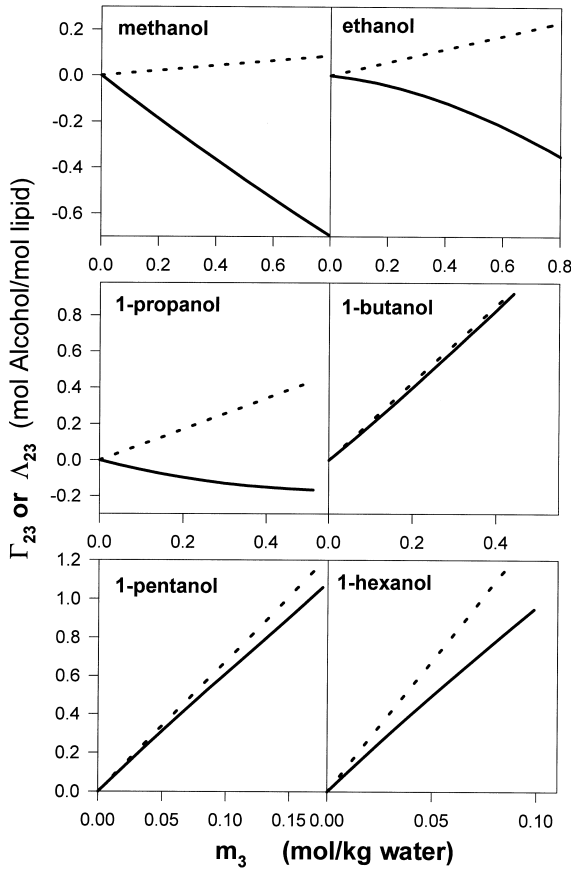 methanol
ethanol
0.2
0.0
-0.2
-0.4
-0.6
0.0 0.2 0.4 0.6 0.0 0.2 0.4 0.6 0.8
1-propanol
1-butanol
0.8
0.6
0.4
0.2
0.0
-0.2
0.0 0.2 0.4 0.0 0.2 0.4
1-pentanol
1-hexanol
1.2
1.0
0.8
0.6
0.4
0.2
0.0
0.00 0.05 0.10 0.15 0.00 0.05 0.10
m₃ (mol/kg water)
Γ₂₃ or Λ₂₃ (mol Alcohol/mol lipid)